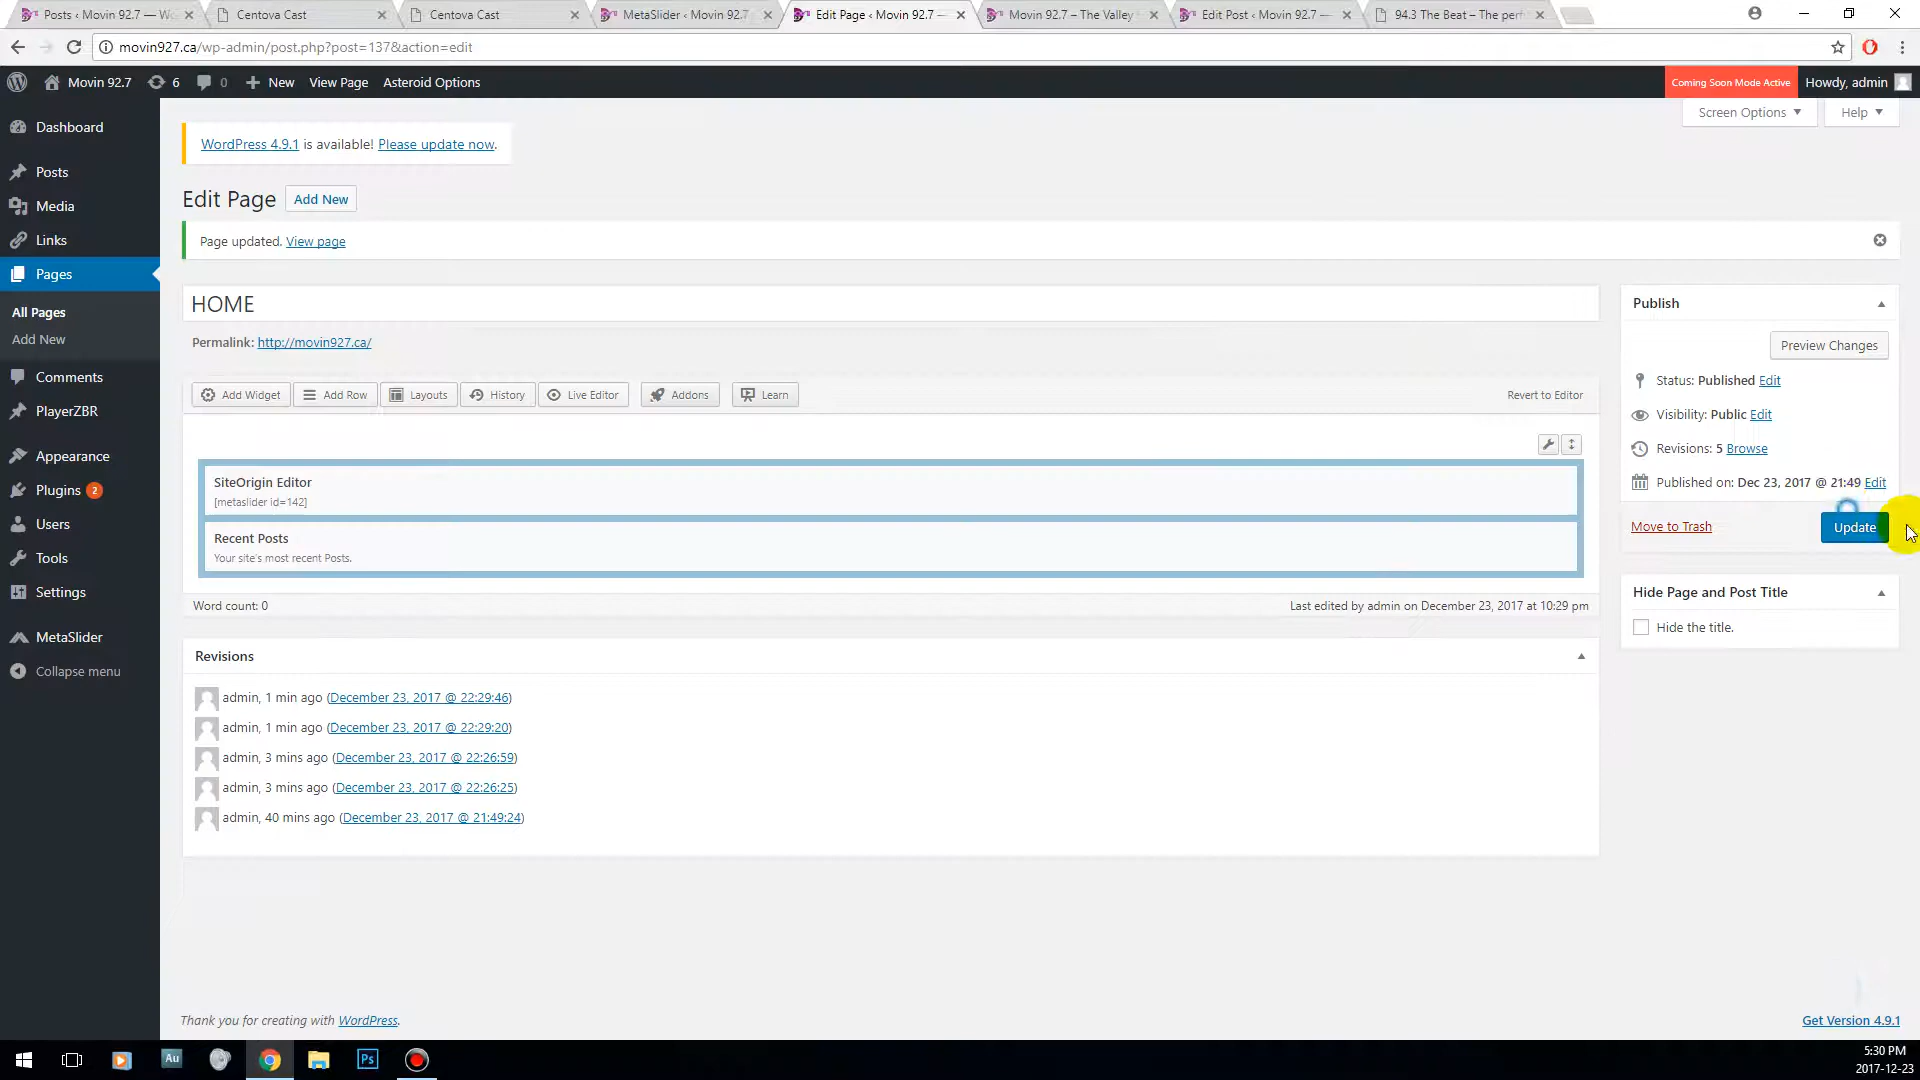 Posts ‹ Movin 92.7 — Wo
Centova Cast
Centova Cast
MetaSlider ‹ Movin 92.7
Edit Page ‹ Movin 92.7 —
Movin 92.7 – The Valley
Edit Post ‹ Movin 92.7 —
94.3 The Beat – The perf
movin927.ca/wp-admin/post.php?post=137&action=edit
Movin 92.7
6
0
New
View Page
Asteroid Options
Coming Soon Mode Active
Howdy, admin
Screen Options
Help
Dashboard
Posts
Media
Links
Pages
All Pages
Add New
Comments
PlayerZBR
Appearance
Plugins 2
Users
Tools
Settings
MetaSlider
Collapse menu
WordPress 4.9.1 is available! Please update now.
Edit Page
Add New
Page updated. View page
HOME
Permalink: http://movin927.ca/
Add Widget
Add Row
Layouts
History
Live Editor
Addons
Learn
Revert to Editor
SiteOrigin Editor
[metaslider id=142]
Recent Posts
Your site's most recent Posts.
Word count: 0
Last edited by admin on December 23, 2017 at 10:29 pm
Revisions
admin, 1 min ago (December 23, 2017 @ 22:29:46)
admin, 1 min ago (December 23, 2017 @ 22:29:20)
admin, 3 mins ago (December 23, 2017 @ 22:26:59)
admin, 3 mins ago (December 23, 2017 @ 22:26:25)
admin, 40 mins ago (December 23, 2017 @ 21:49:24)
Publish
Preview Changes
Status: Published Edit
Visibility: Public Edit
Revisions: 5 Browse
Published on: Dec 23, 2017 @ 21:49 Edit
Move to Trash
Update
Hide Page and Post Title
Hide the title.
Thank you for creating with WordPress.
Get Version 4.9.1
Au
Ps
5:30 PM
2017-12-23